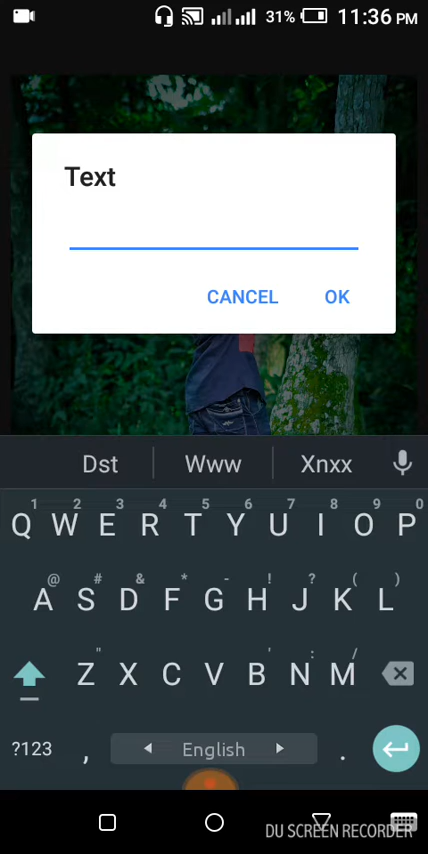 31% 11:36 PM
Text
CANCEL OK
Dst Www Xnxx
1 2 3 4 5 6 7 8 9 0
Q W E R T Y U I O P
@ # & * - ! ? ( )
A S D F G H J K L
" ' : /
Z X C V B N M
?123 , English .
DU SCREEN RECORDER